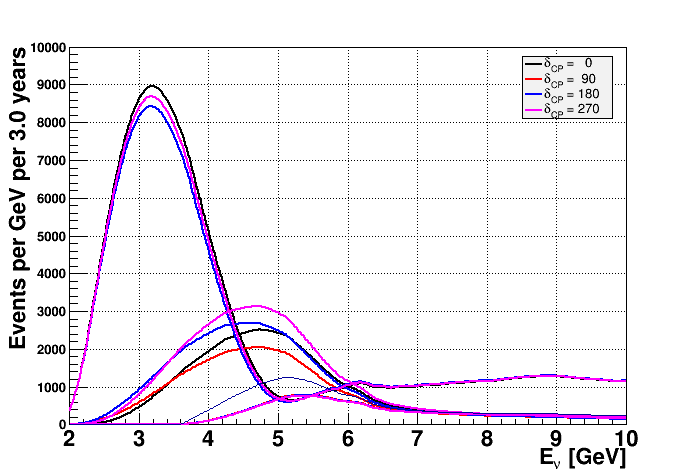 Events per GeV per 3.0 years
10000
9000
8000
7000
6000
5000
4000
3000
2000
1000
0
δCP = 0
δCP = 90
δCP = 180
δCP = 270
2 3 4 5 6 7 8 9 10
Eν [GeV]